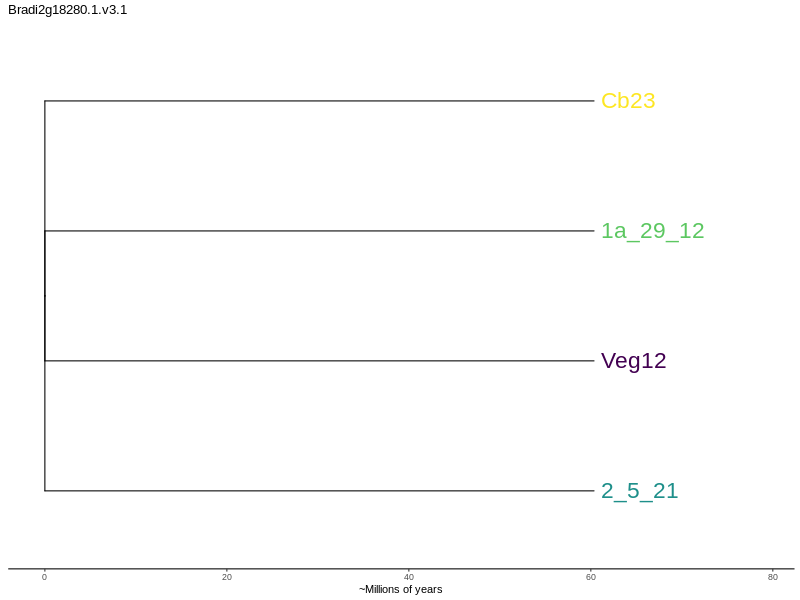 Bradi2g18280.1.v3.1
Cb23
1a_29_12
Veg12
2_5_21
0 20 40 60 80
~Millions of years